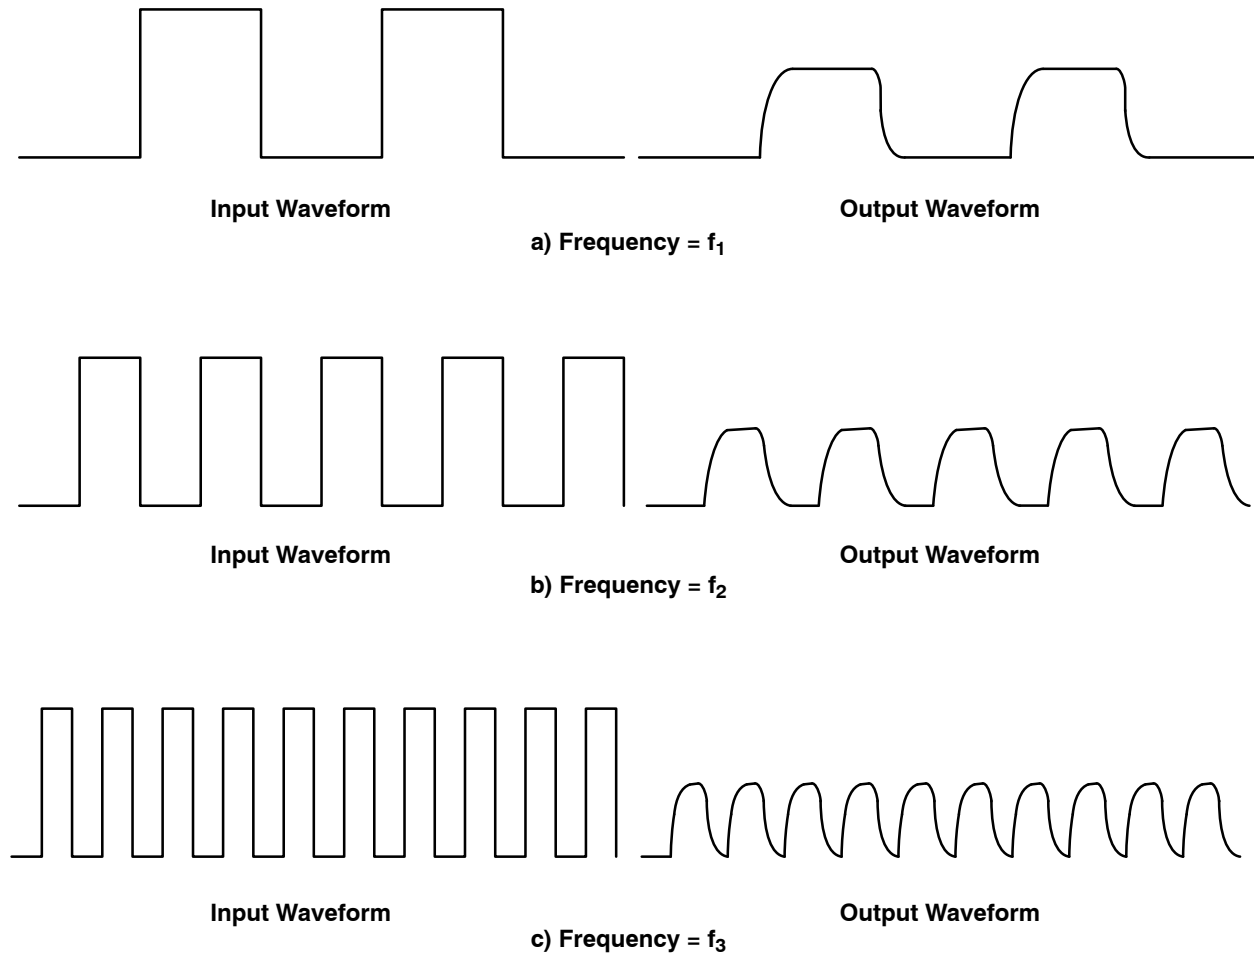 Input Waveform
Output Waveform
a) Frequency = f₁
Input Waveform
Output Waveform
b) Frequency = f₂
Input Waveform
Output Waveform
c) Frequency = f₃